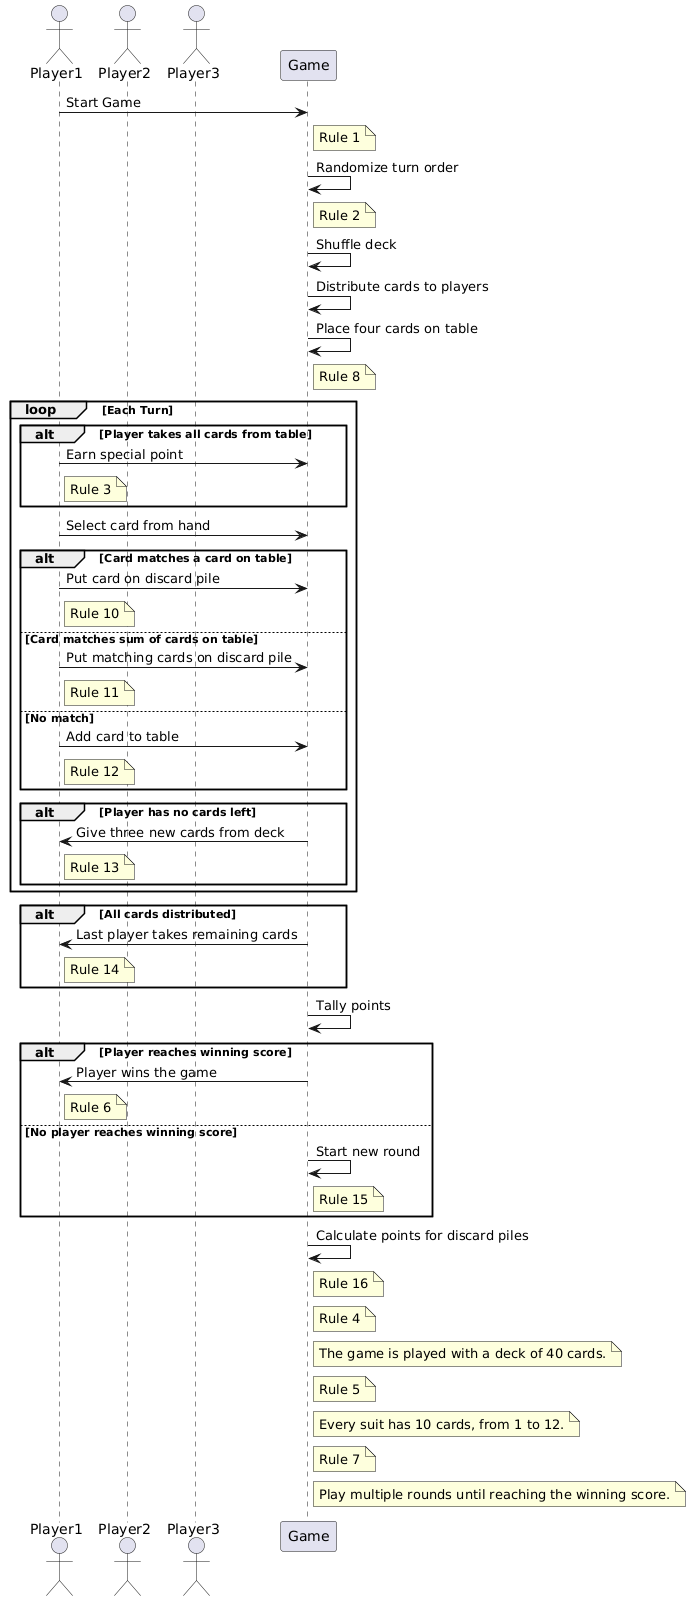 Player1 Player2 Player3 Game
Start Game
Rule 1
Randomize turn order
Rule 2
Shuffle deck
Distribute cards to players
Place four cards on table
Rule 8
loop [Each Turn]
alt [Player takes all cards from table]
Earn special point
Rule 3
Select card from hand
alt [Card matches a card on table]
Put card on discard pile
Rule 10
[Card matches sum of cards on table]
Put matching cards on discard pile
Rule 11
[No match]
Add card to table
Rule 12
alt [Player has no cards left]
Give three new cards from deck
Rule 13
alt [All cards distributed]
Last player takes remaining cards
Rule 14
Tally points
alt [Player reaches winning score]
Player wins the game
Rule 6
[No player reaches winning score]
Start new round
Rule 15
Calculate points for discard piles
Rule 16
Rule 4
The game is played with a deck of 40 cards.
Rule 5
Every suit has 10 cards, from 1 to 12.
Rule 7
Play multiple rounds until reaching the winning score.
Player1 Player2 Player3 Game